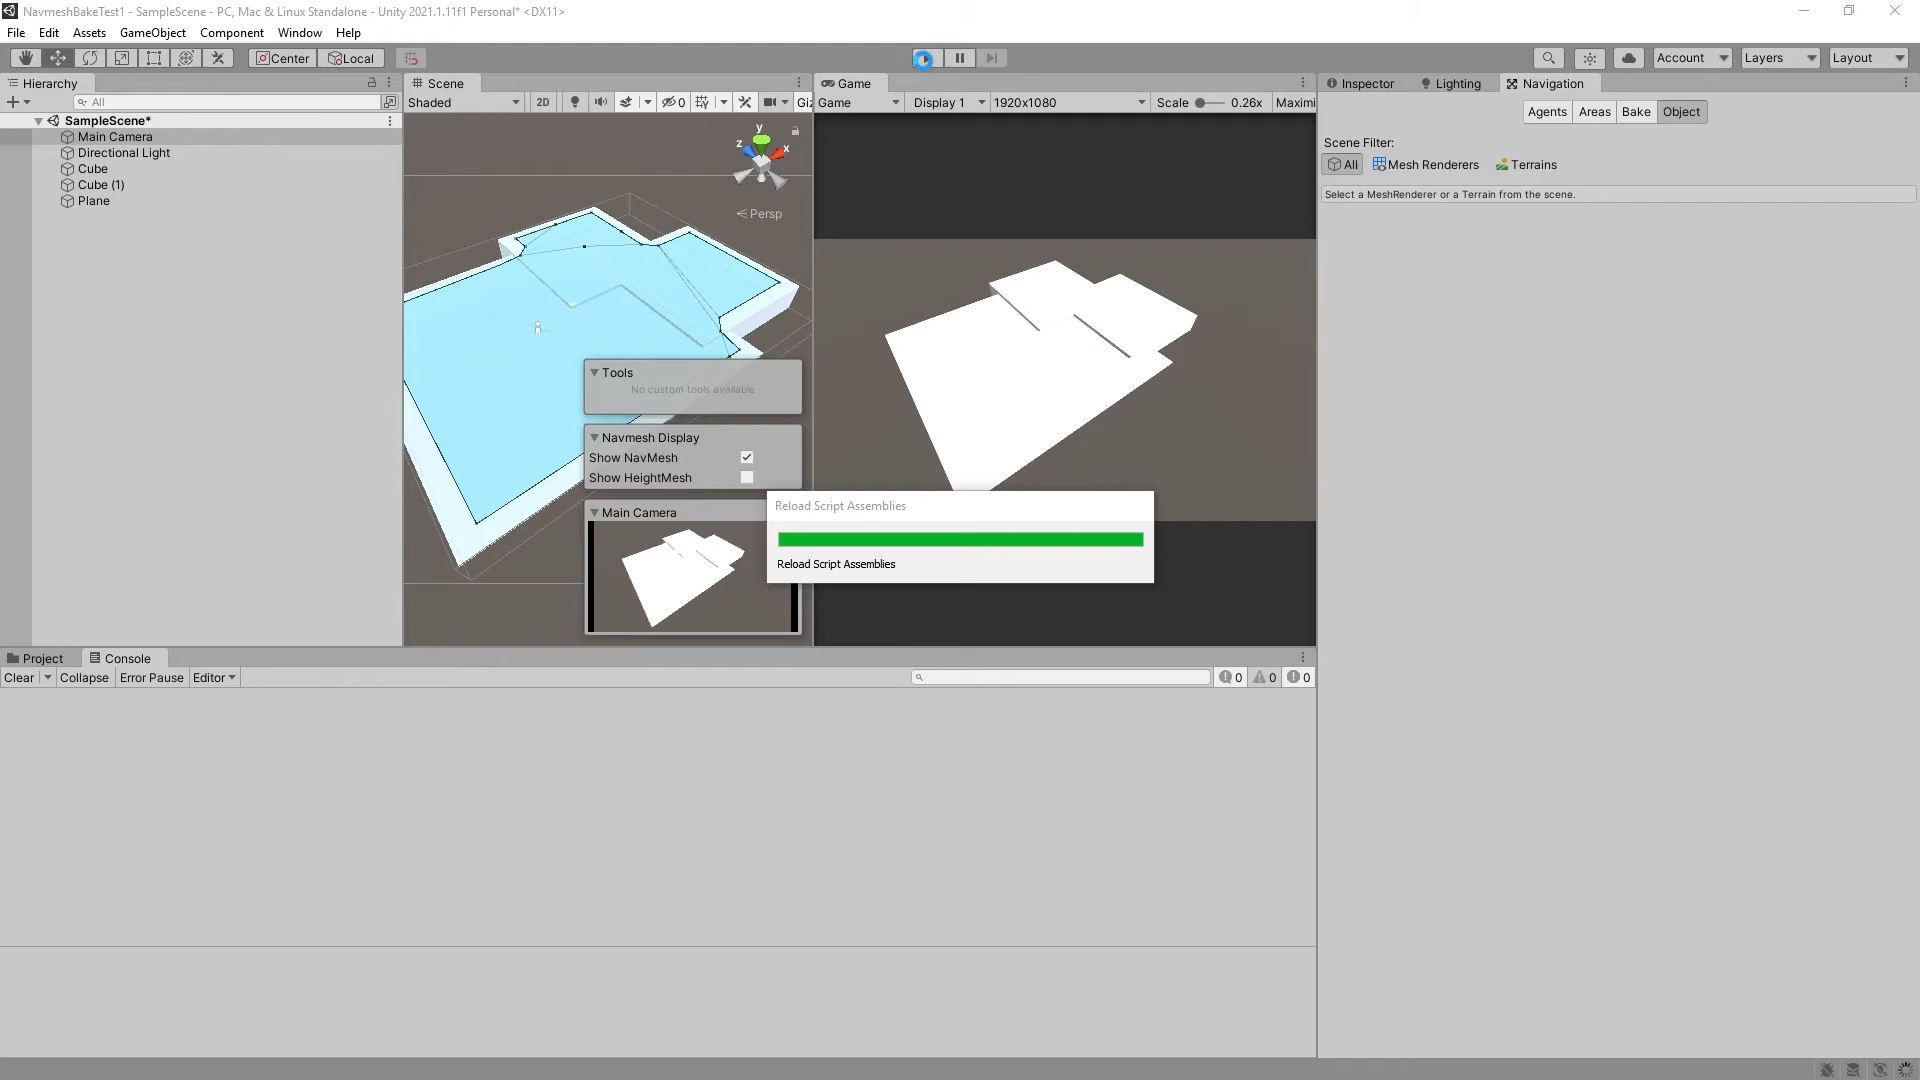 NavmeshBakeTest1 - SampleScene - PC, Mac & Linux Standalone - Unity 2021.1.11f1 Personal* <DX11>
File Edit Assets GameObject Component Window Help
Center Local Account Layers Layout
Hierarchy
All
SampleScene*
Main Camera
Directional Light
Cube
Cube (1)
Plane
Scene
Shaded 2D 0 Giz
y
z x
Persp
Tools
No custom tools available
Navmesh Display
Show NavMesh
Show HeightMesh
Main Camera
Game
Game Display 1 1920x1080 Scale 0.26x Maximi
Reload Script Assemblies
Reload Script Assemblies
Inspector Lighting Navigation
Agents Areas Bake Object
Scene Filter:
All Mesh Renderers Terrains
Select a MeshRenderer or a Terrain from the scene.
Project Console
Clear Collapse Error Pause Editor 0 0 0